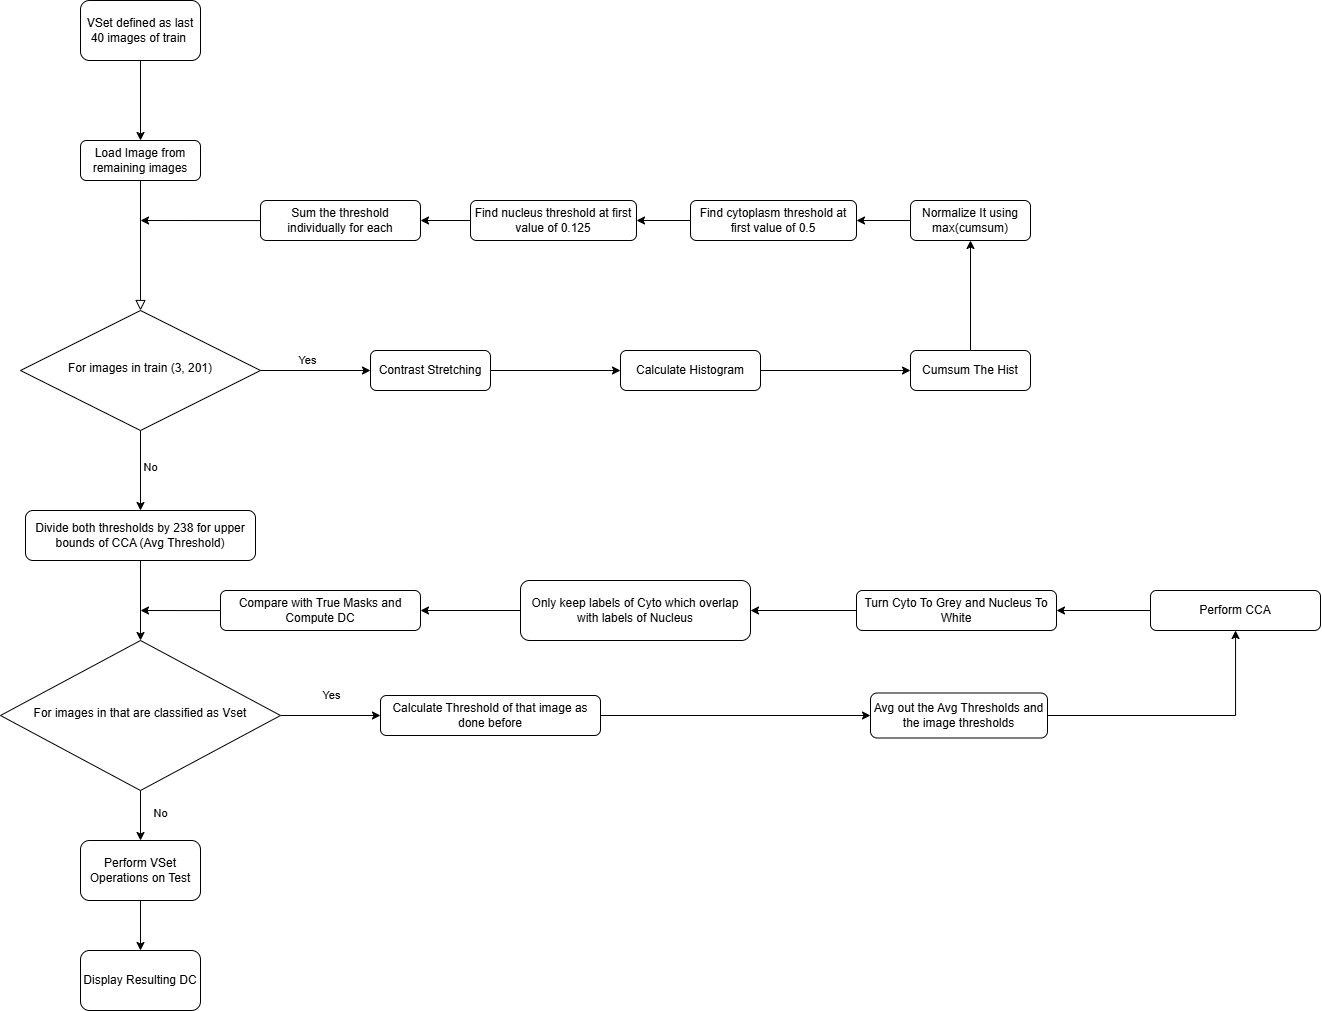 VSet defined as last
40 images of train
Load Image from
remaining images
Sum the threshold
individually for each
Find nucleus threshold at first
value of 0.125
Find cytoplasm threshold at
first value of 0.5
Normalize It using
max(cumsum)
For images in train (3, 201)
Yes
Contrast Stretching
Calculate Histogram
Cumsum The Hist
No
Divide both thresholds by 238 for upper
bounds of CCA (Avg Threshold)
Compare with True Masks and
Compute DC
Only keep labels of Cyto which overlap
with labels of Nucleus
Turn Cyto To Grey and Nucleus To
White
Perform CCA
For images in that are classified as Vset
Yes
Calculate Threshold of that image as
done before
Avg out the Avg Thresholds and
the image thresholds
No
Perform VSet
Operations on Test
Display Resulting DC